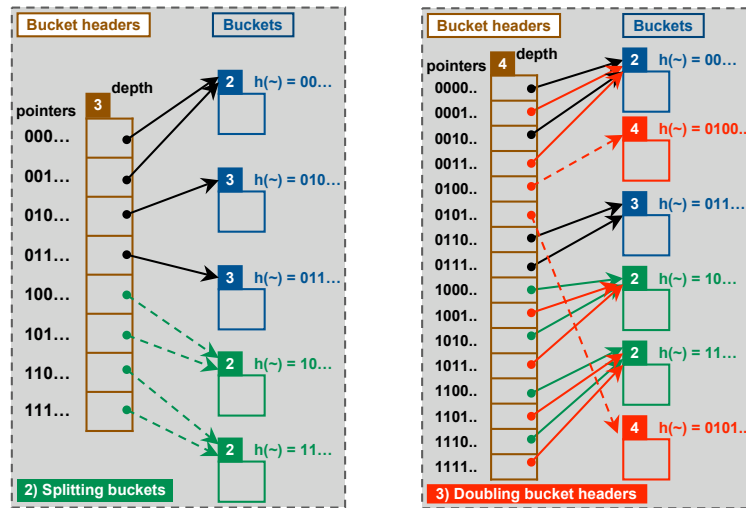 Bucket headers
Buckets
depth
3
pointers
000...
001...
010...
011...
100...
101...
110...
111...
2 h(~) = 00...
3 h(~) = 010...
3 h(~) = 011...
2 h(~) = 10...
2 h(~) = 11...
2) Splitting buckets
Bucket headers
Buckets
depth
pointers 4
0000..
0001..
0010..
0011..
0100..
0101..
0110..
0111..
1000..
1001..
1010..
1011..
1100..
1101..
1110..
1111..
2 h(~) = 00...
4 h(~) = 0100..
3 h(~) = 011...
2 h(~) = 10...
2 h(~) = 11...
4 h(~) = 0101..
3) Doubling bucket headers